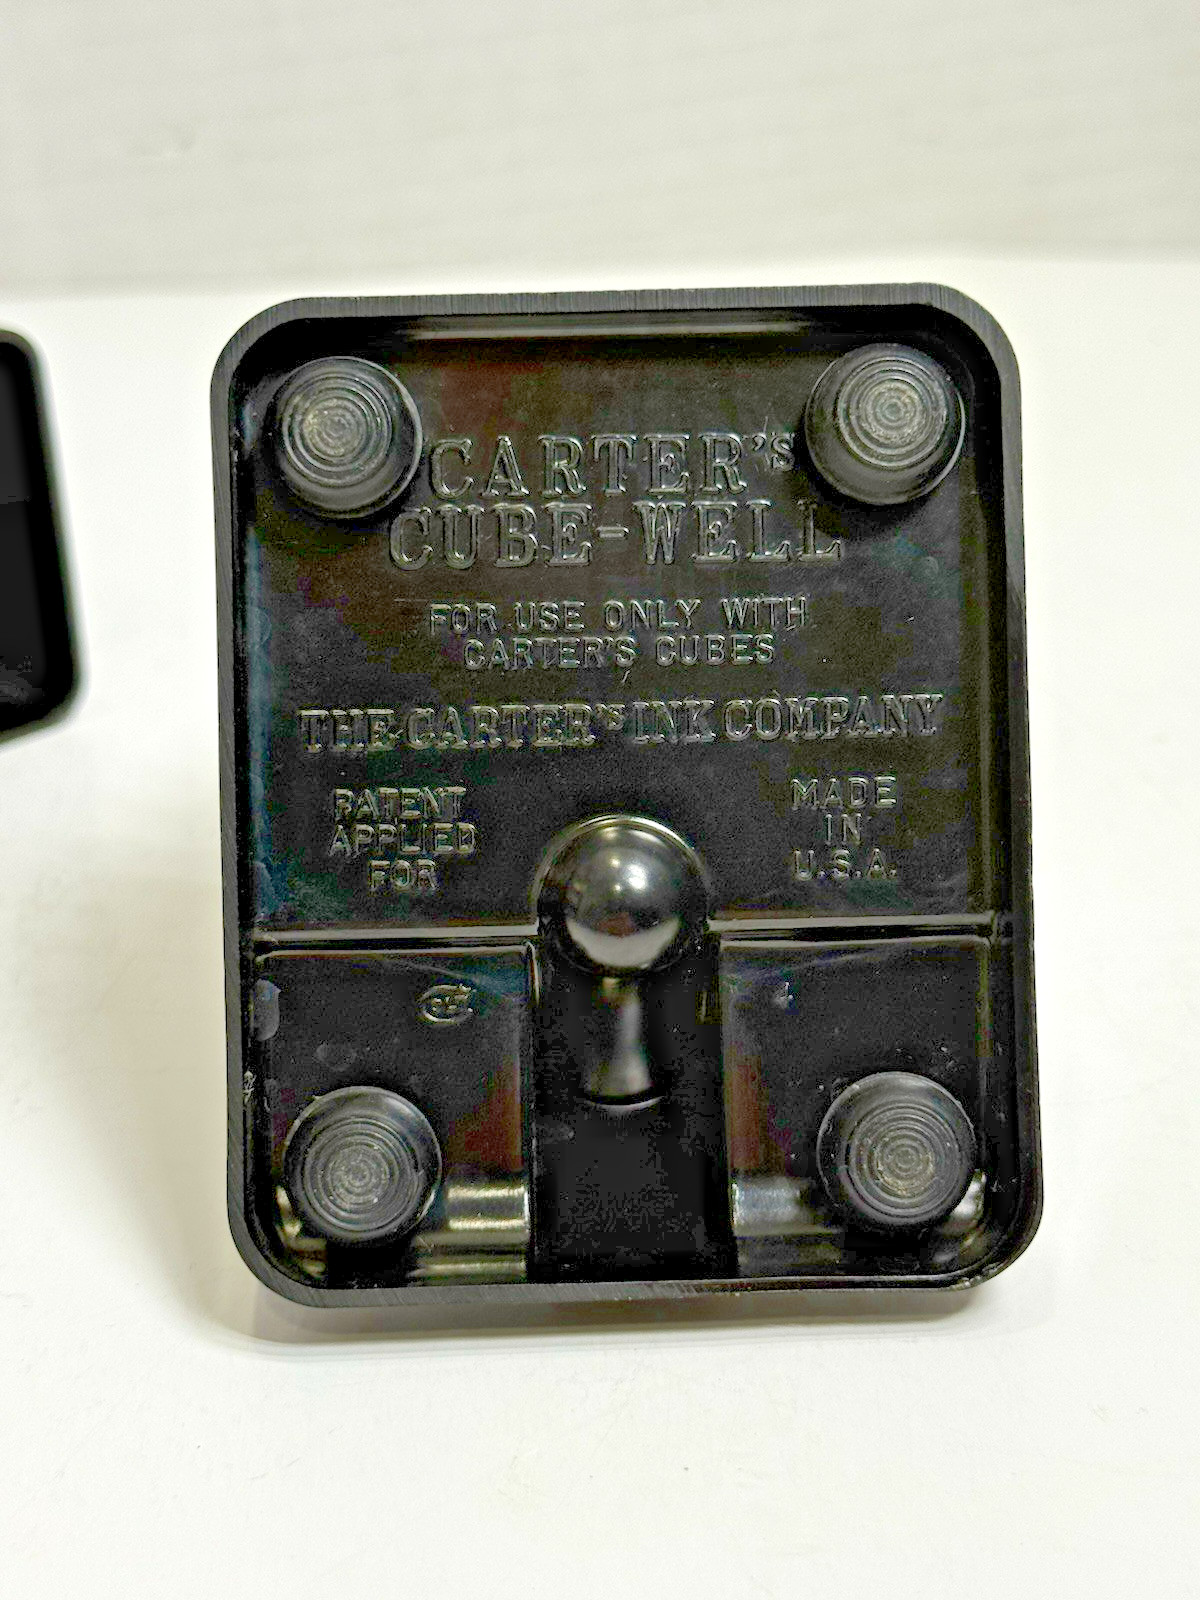 CARTER'S
CUBE-WELL
FOR USE ONLY WITH
CARTER'S CUBES
THE CARTER'S INK COMPANY
PATENT
APPLIED
FOR
MADE
IN
U.S.A.